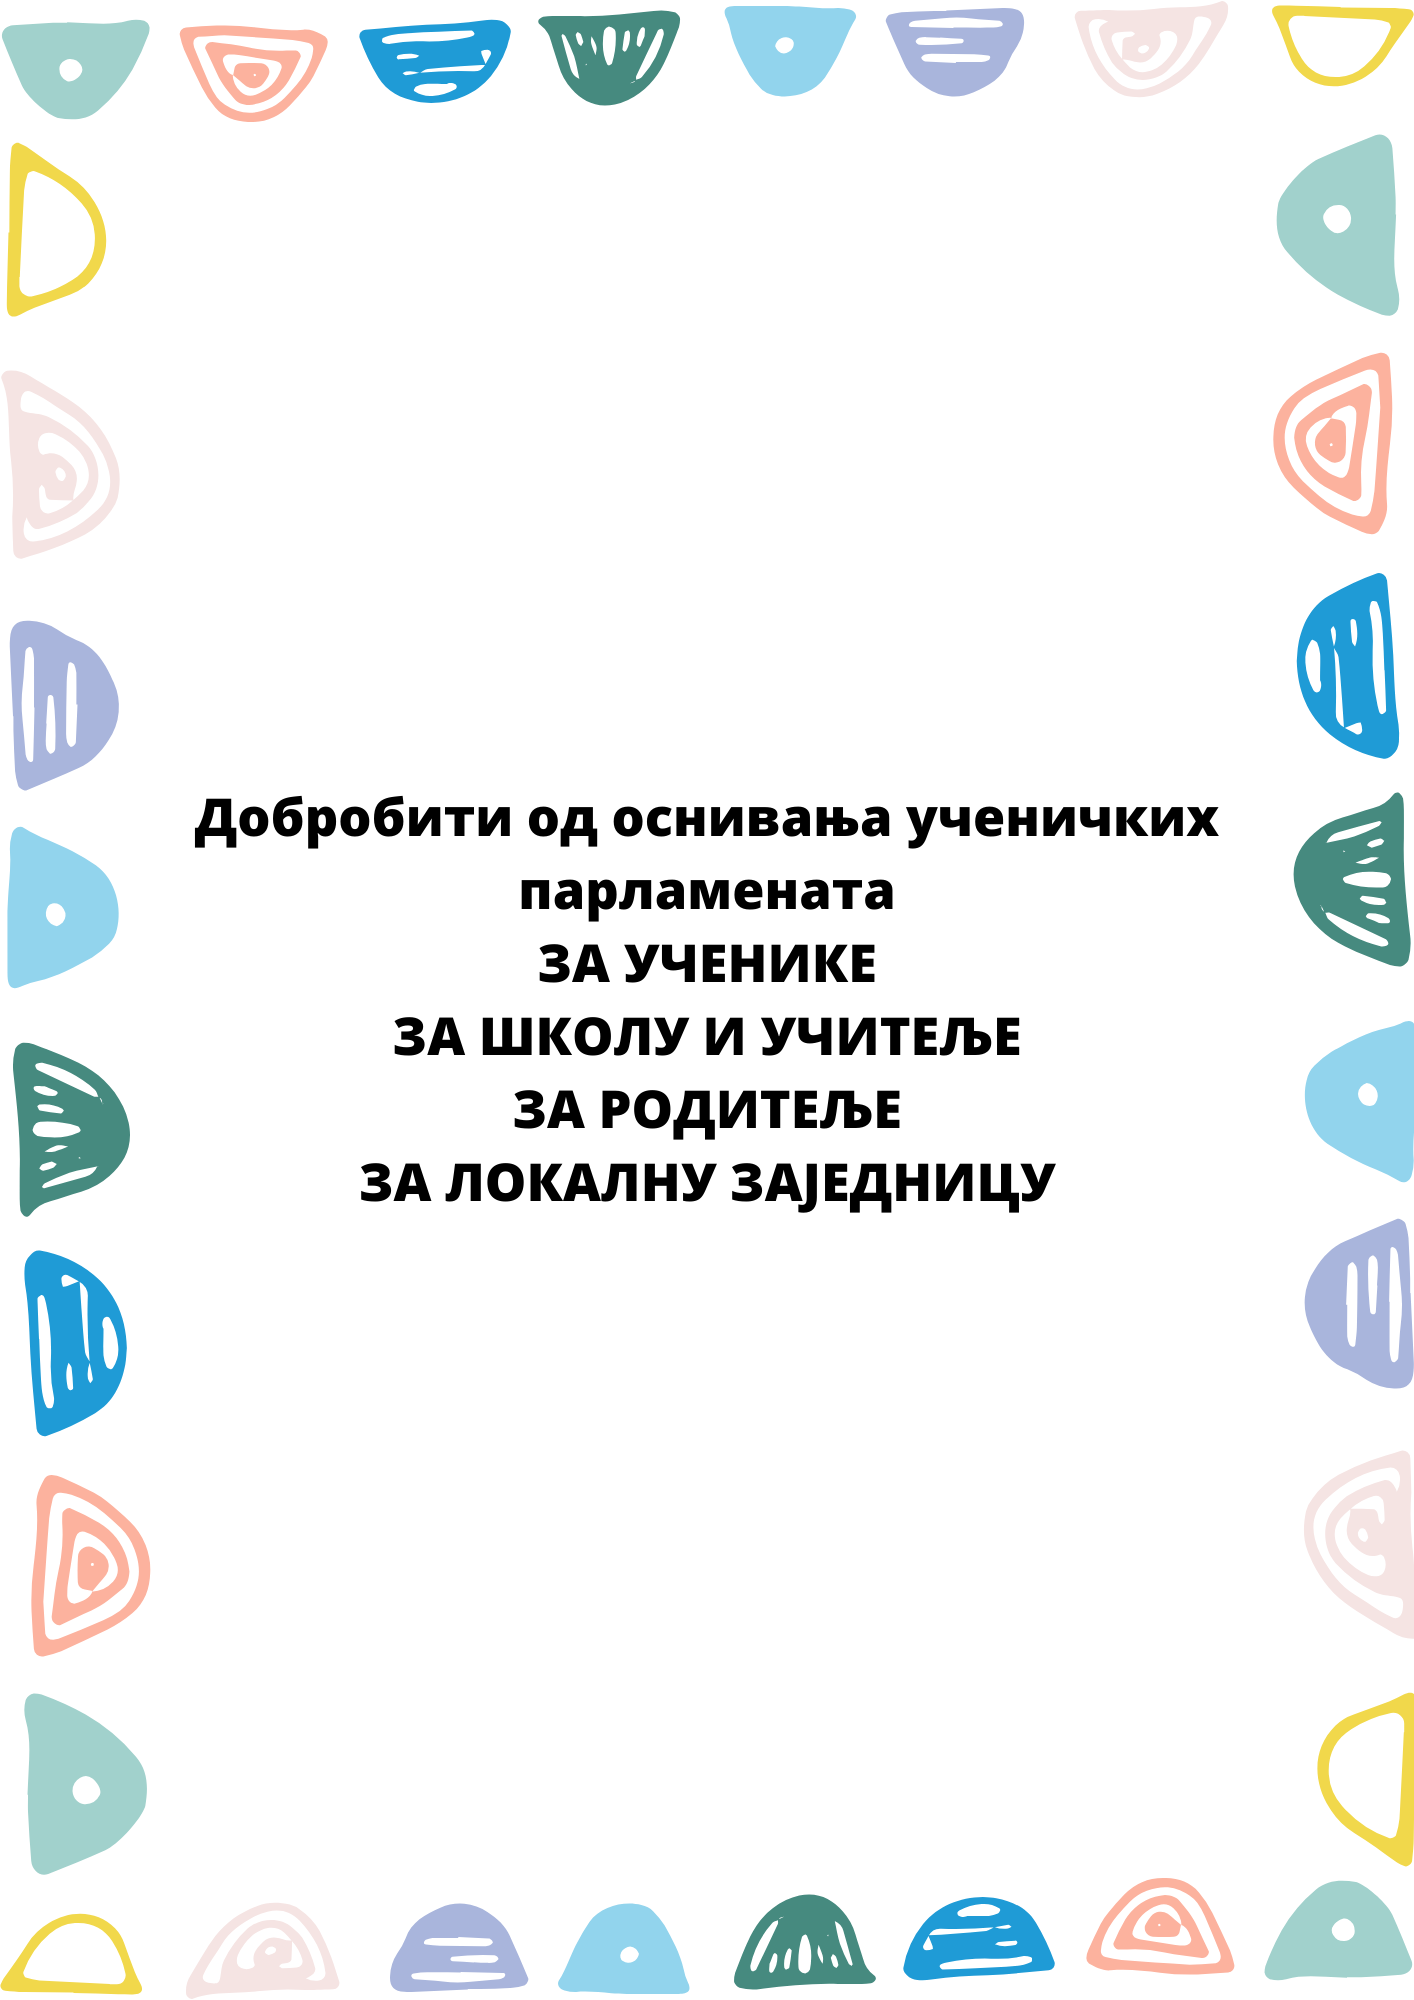 Добробити од оснивања ученичких
парламената
ЗА УЧЕНИКЕ
ЗА ШКОЛУ И УЧИТЕЉЕ
ЗА РОДИТЕЉЕ
ЗА ЛОКАЛНУ ЗАЈЕДНИЦУ